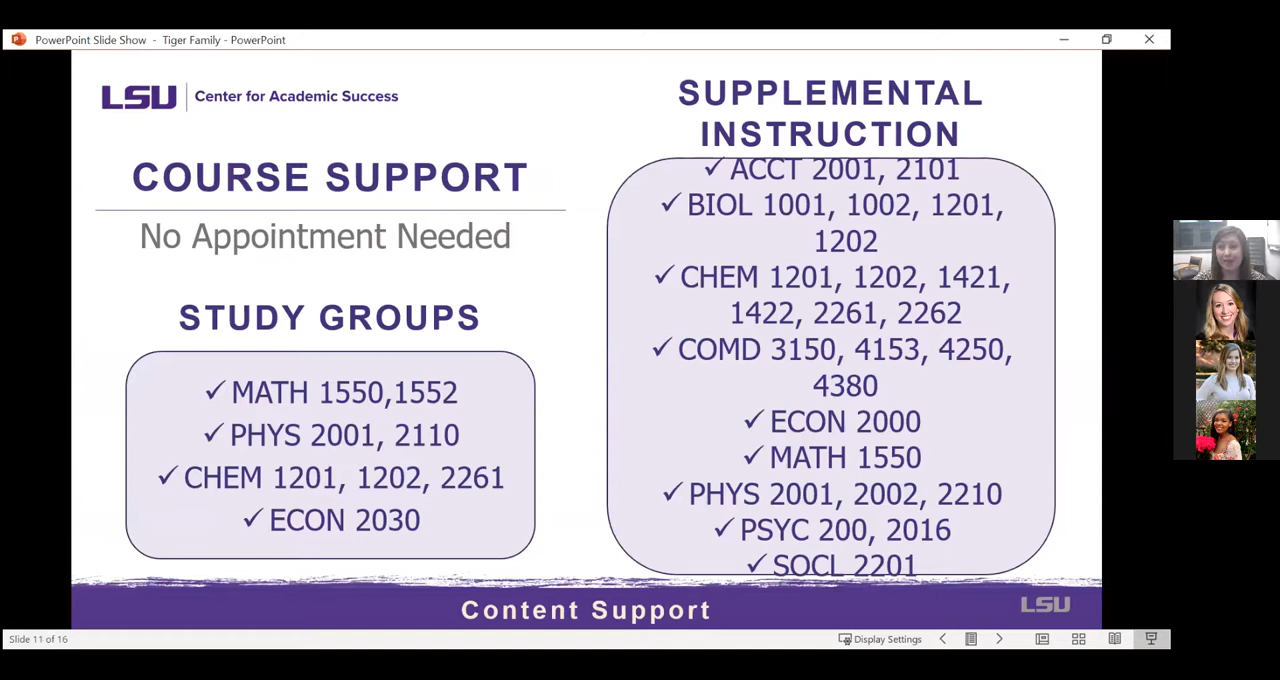 PowerPoint Slide Show - Tiger Family - PowerPoint
LSU | Center for Academic Success
COURSE SUPPORT
No Appointment Needed
STUDY GROUPS
✓ MATH 1550,1552
✓ PHYS 2001, 2110
✓ CHEM 1201, 1202, 2261
✓ ECON 2030
SUPPLEMENTAL
INSTRUCTION
✓ ACCT 2001, 2101
✓ BIOL 1001, 1002, 1201,
1202
✓ CHEM 1201, 1202, 1421,
1422, 2261, 2262
✓ COMD 3150, 4153, 4250,
4380
✓ ECON 2000
✓ MATH 1550
✓ PHYS 2001, 2002, 2210
✓ PSYC 200, 2016
✓ SOCL 2201
Content Support
LSU
Slide 11 of 16
Display Settings